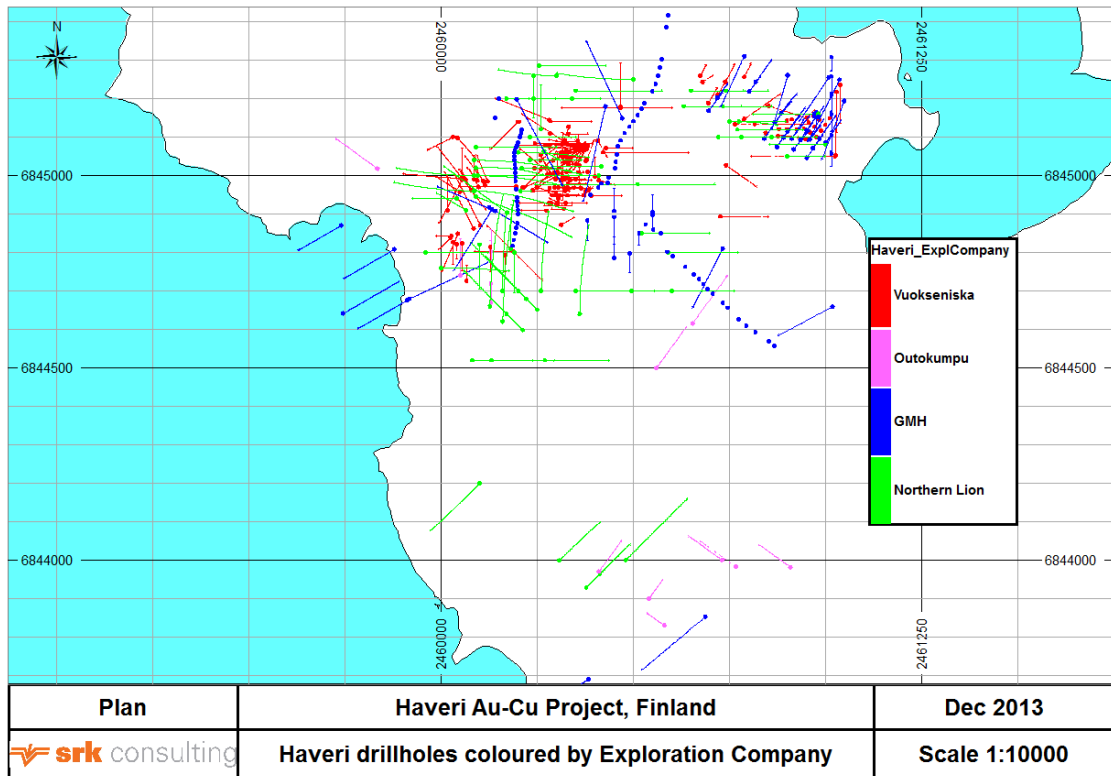 N
2460000
2461250
6845000
6845000
Haveri_ExplCompany
Vuokseniska
Outokumpu
GMH
Northern Lion
6844500
6844500
6844000
6844000
2460000
2461250
Plan
Haveri Au-Cu Project, Finland
Dec 2013
srk consulting
Haveri drillholes coloured by Exploration Company
Scale 1:10000